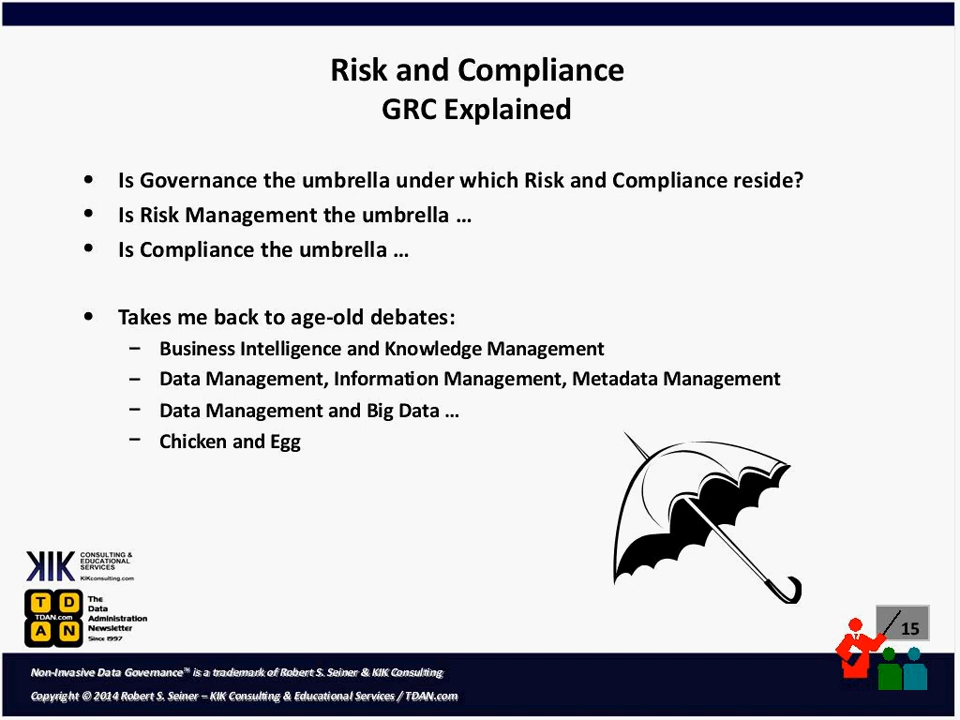 Risk and Compliance
GRC Explained
• Is Governance the umbrella under which Risk and Compliance reside?
• Is Risk Management the umbrella …
• Is Compliance the umbrella …
• Takes me back to age-old debates:
– Business Intelligence and Knowledge Management
– Data Management, Information Management, Metadata Management
– Data Management and Big Data …
– Chicken and Egg
KIK CONSULTING &
EDUCATIONAL
SERVICES
KIKconsulting.com
T D
TDAN.com
A N
The
Data
Administration
Newsletter
Since 1997
15
Non-Invasive Data Governance™ is a trademark of Robert S. Seiner & KIK Consulting
Copyright © 2014 Robert S. Seiner – KIK Consulting & Educational Services / TDAN.com